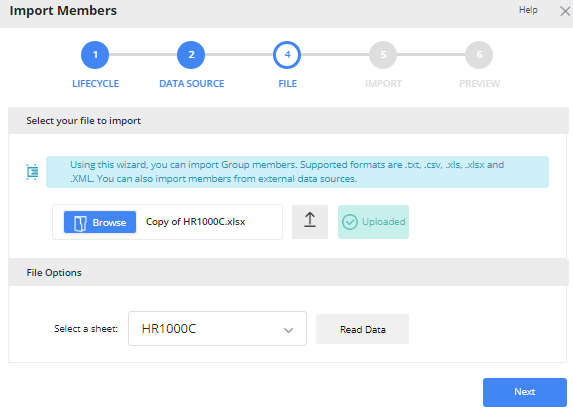 Import Members
Help
1
2
4
5
6
LIFECYCLE
DATA SOURCE
FILE
IMPORT
PREVIEW
Select your file to import
Using this wizard, you can import Group members. Supported formats are .txt, .csv, .xls, .xlsx and
.XML. You can also import members from external data sources.
Browse
Copy of HR1000C.xlsx
Uploaded
File Options
Select a sheet:
HR1000C
Read Data
Next